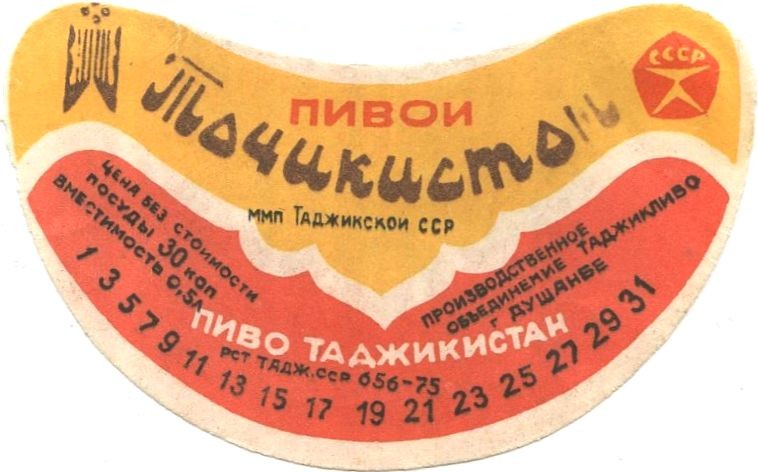 СССР
ПИВОИ
Точикистон
ММП ТАДЖИКСКОЙ ССР
ЦЕНА БЕЗ СТОИМОСТИ
ПОСУДЫ 30 КОП
ВМЕСТИМОСТЬ 0,5Л
ПРОИЗВОДСТВЕННОЕ
ОБЪЕДИНЕНИЕ ТАДЖИКПИВО
Г ДУШАНБЕ
ПИВО ТАДЖИКИСТАН
РСТ ТАДЖ.ССР 656-75
1 3 5 7 9 11 13 15 17 19 21 23 25 27 29 31